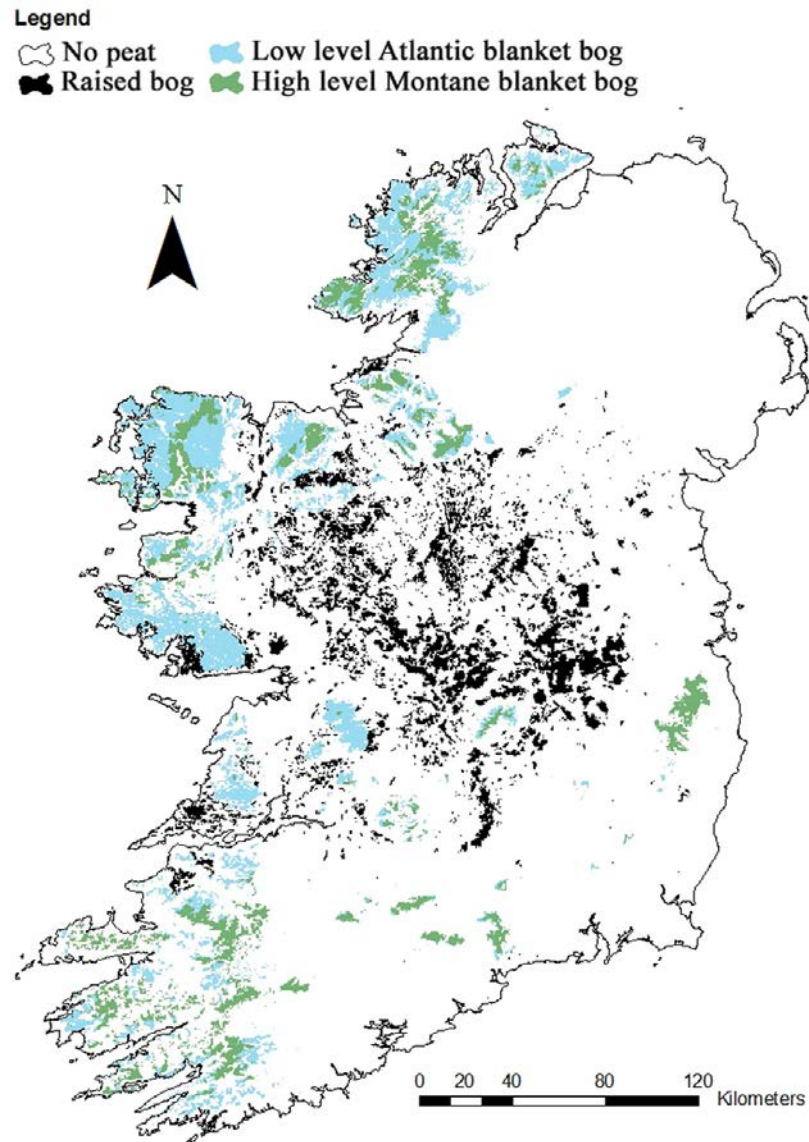 Legend
No peat Low level Atlantic blanket bog
Raised bog High level Montane blanket bog
N
0 20 40 80 120
Kilometers